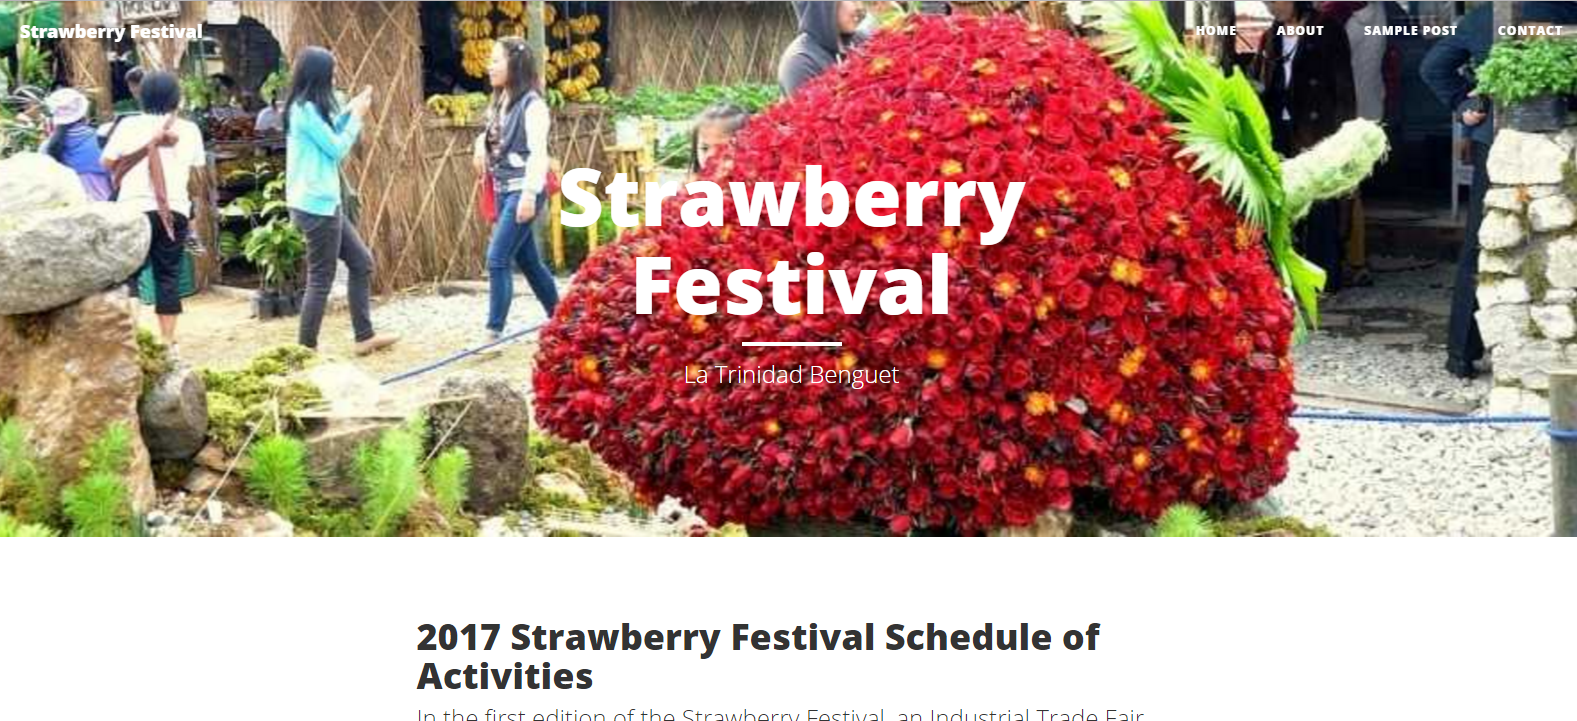 Strawberry Festival
HOME ABOUT SAMPLE POST CONTACT
Strawberry
Festival
La Trinidad Benguet
2017 Strawberry Festival Schedule of
Activities
In the first edition of the Strawberry Festival, an Industrial Trade Fair